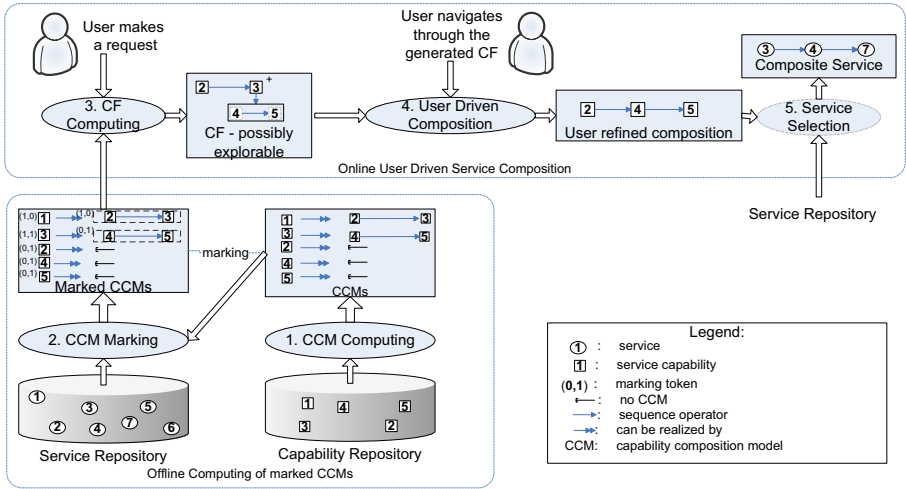 User makes
a request
User navigates
through the
generated CF
3. CF
Computing
2 3 +
4 5
CF - possibly
explorable
4. User Driven
Composition
2 4 5
User refined composition
3 4 7
Composite Service
5. Service
Selection
Online User Driven Service Composition
Service Repository
(1,0) 1 (1,0) 2 3
(1,1) 3 (0,1) 4 5
(0,1) 2
(0,1) 4
(0,1) 5
Marked CCMs
marking
1 2 3
3 4 5
2
4
5
CCMs
2. CCM Marking
1. CCM Computing
1 3 5
2 4 7 6
Service Repository
1 4 5
3 2
Capability Repository
Offline Computing of marked CCMs
Legend:
1 : service
1 : service capability
(0,1) : marking token
: no CCM
: sequence operator
: can be realized by
CCM: capability composition model